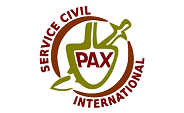 SERVICE CIVIL
PAX
INTERNATIONAL